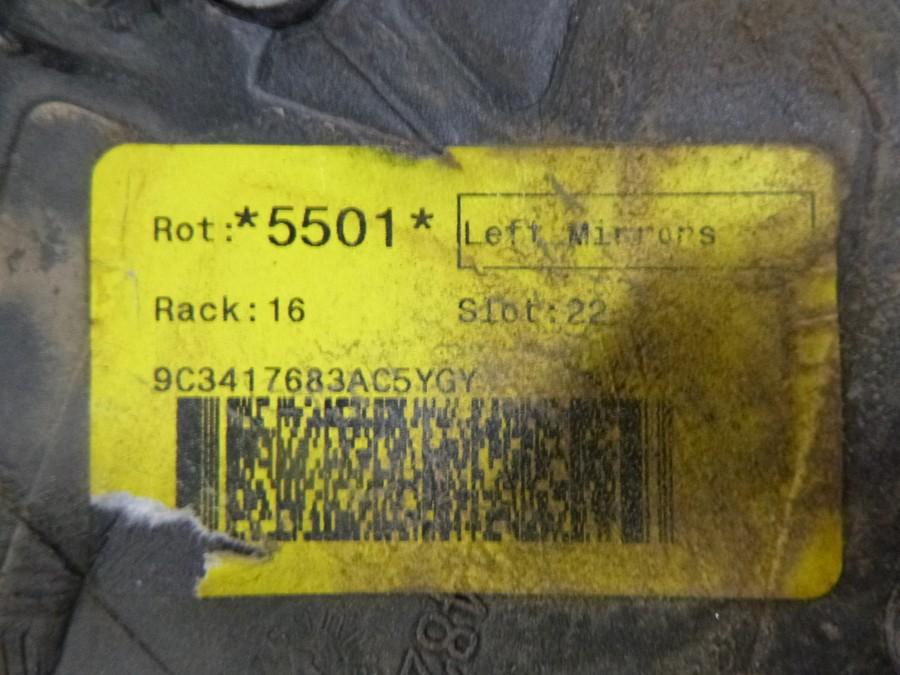 Rot:*5501* Left Mirrors
Rack:16 Slot:22
9C3417683AC5YGY